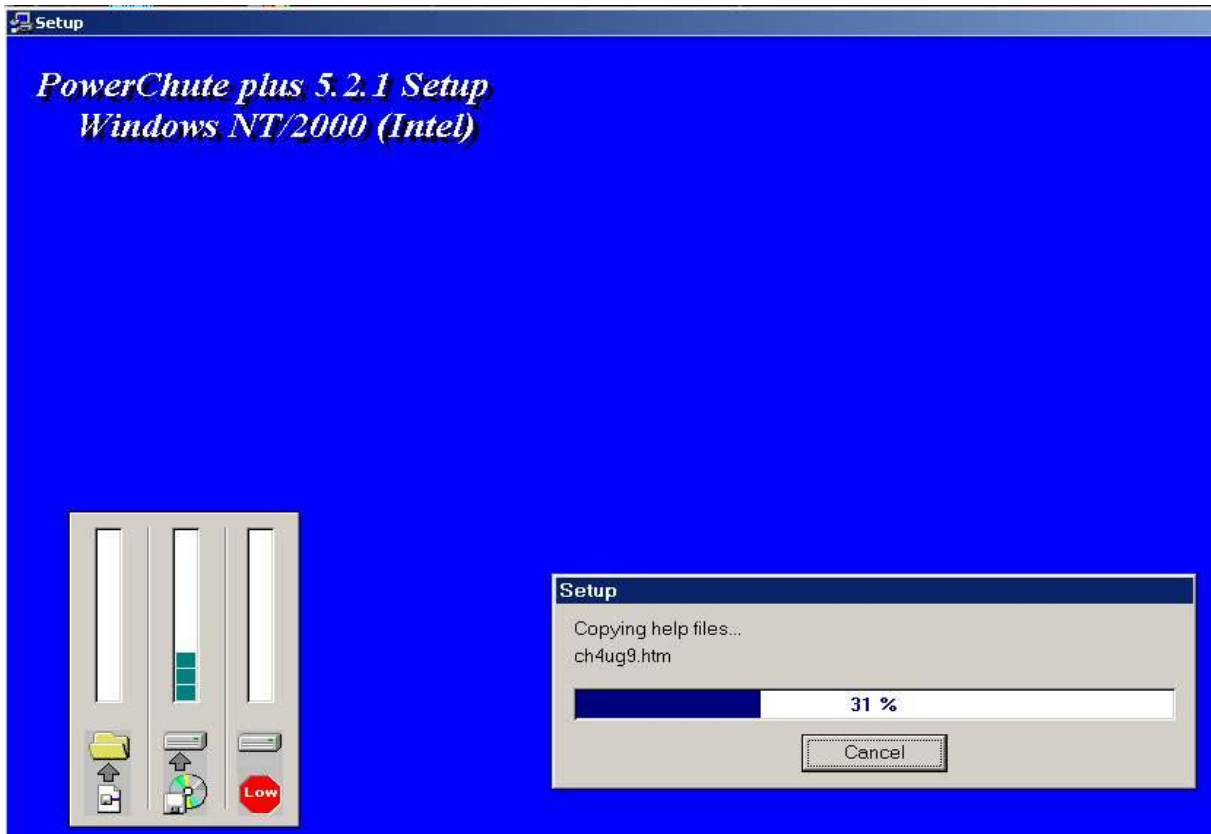 Setup
PowerChute plus 5.2.1 Setup
Windows NT/2000 (Intel)
Low
Setup
Copying help files...
ch4ug9.htm
31 %
Cancel